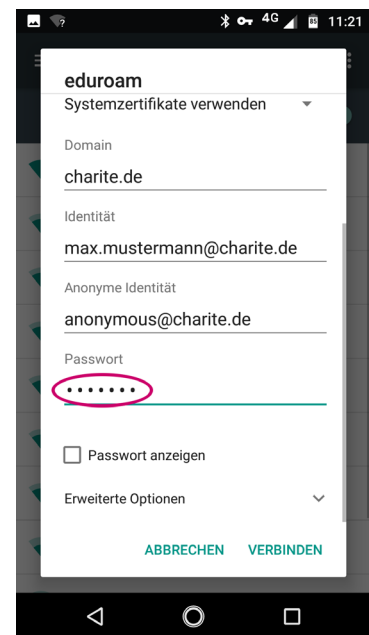 4G 85 11:21
eduroam
Systemzertifikate verwenden
Domain
charite.de
Identität
max.mustermann@charite.de
Anonyme Identität
anonymous@charite.de
Passwort
•••••••
Passwort anzeigen
Erweiterte Optionen
ABBRECHEN VERBINDEN